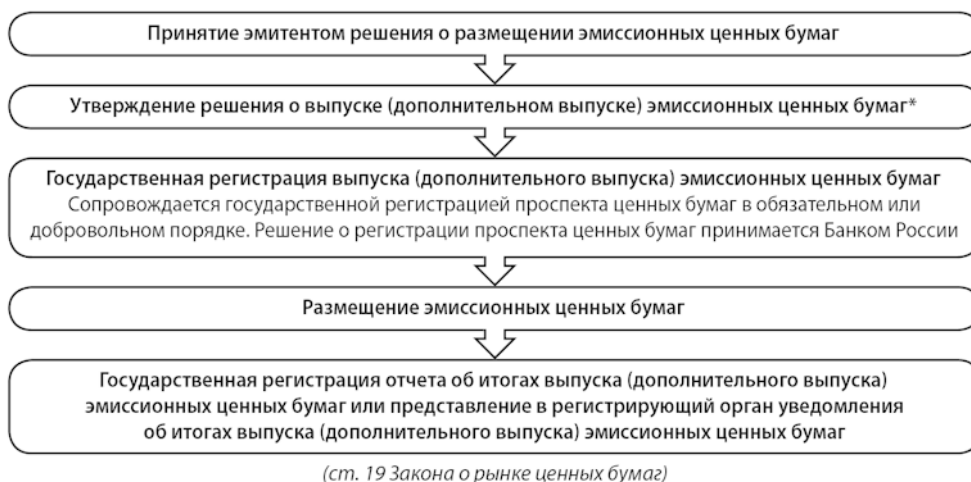 Принятие эмитентом решения о размещении эмиссионных ценных бумаг
Утверждение решения о выпуске (дополнительном выпуске) эмиссионных ценных бумаг*
Государственная регистрация выпуска (дополнительного выпуска) эмиссионных ценных бумаг
Сопровождается государственной регистрацией проспекта ценных бумаг в обязательном или
добровольном порядке. Решение о регистрации проспекта ценных бумаг принимается Банком России
Размещение эмиссионных ценных бумаг
Государственная регистрация отчета об итогах выпуска (дополнительного выпуска)
эмиссионных ценных бумаг или представление в регистрирующий орган уведомления
об итогах выпуска (дополнительного выпуска) эмиссионных ценных бумаг
(ст. 19 Закона о рынке ценных бумаг)